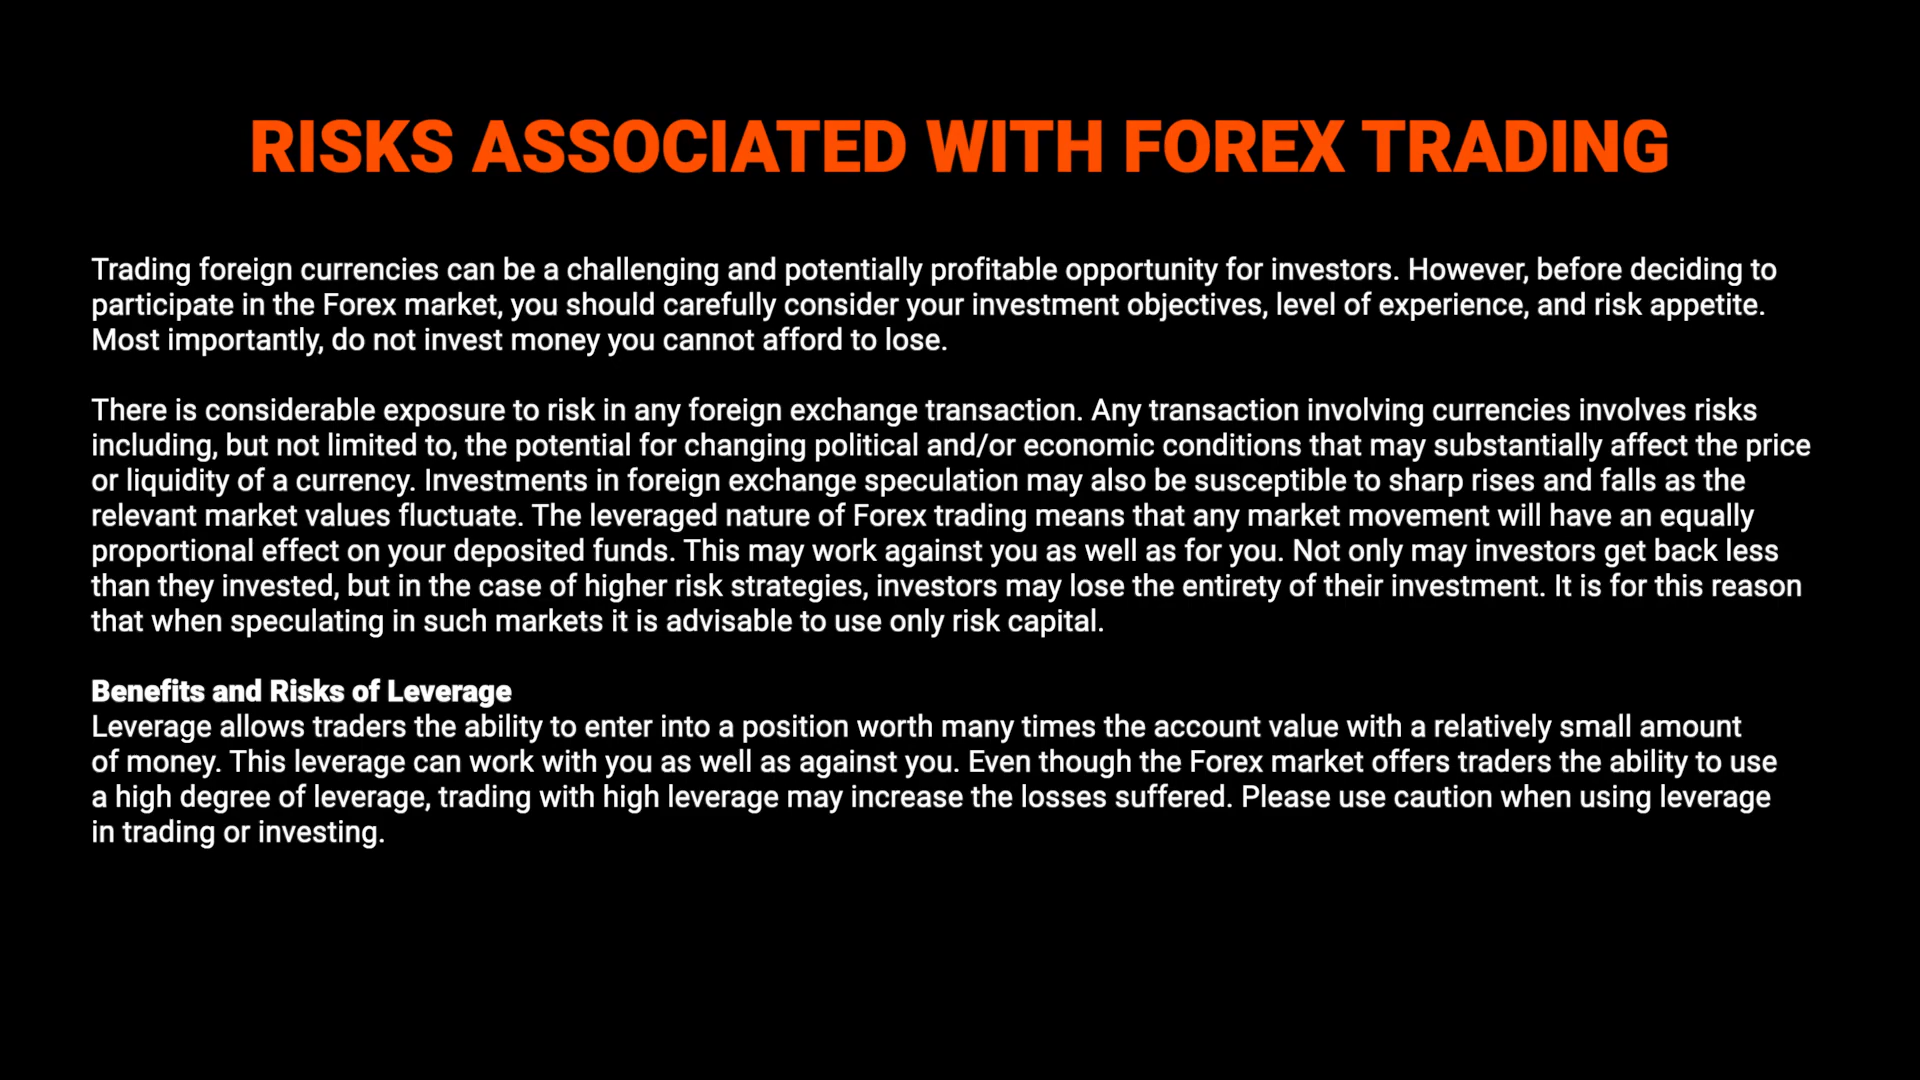 RISKS ASSOCIATED WITH FOREX TRADING
Trading foreign currencies can be a challenging and potentially profitable opportunity for investors. However, before deciding to
participate in the Forex market, you should carefully consider your investment objectives, level of experience, and risk appetite.
Most importantly, do not invest money you cannot afford to lose.
There is considerable exposure to risk in any foreign exchange transaction. Any transaction involving currencies involves risks
including, but not limited to, the potential for changing political and/or economic conditions that may substantially affect the price
or liquidity of a currency. Investments in foreign exchange speculation may also be susceptible to sharp rises and falls as the
relevant market values fluctuate. The leveraged nature of Forex trading means that any market movement will have an equally
proportional effect on your deposited funds. This may work against you as well as for you. Not only may investors get back less
than they invested, but in the case of higher risk strategies, investors may lose the entirety of their investment. It is for this reason
that when speculating in such markets it is advisable to use only risk capital.
Benefits and Risks of Leverage
Leverage allows traders the ability to enter into a position worth many times the account value with a relatively small amount
of money. This leverage can work with you as well as against you. Even though the Forex market offers traders the ability to use
a high degree of leverage, trading with high leverage may increase the losses suffered. Please use caution when using leverage
in trading or investing.